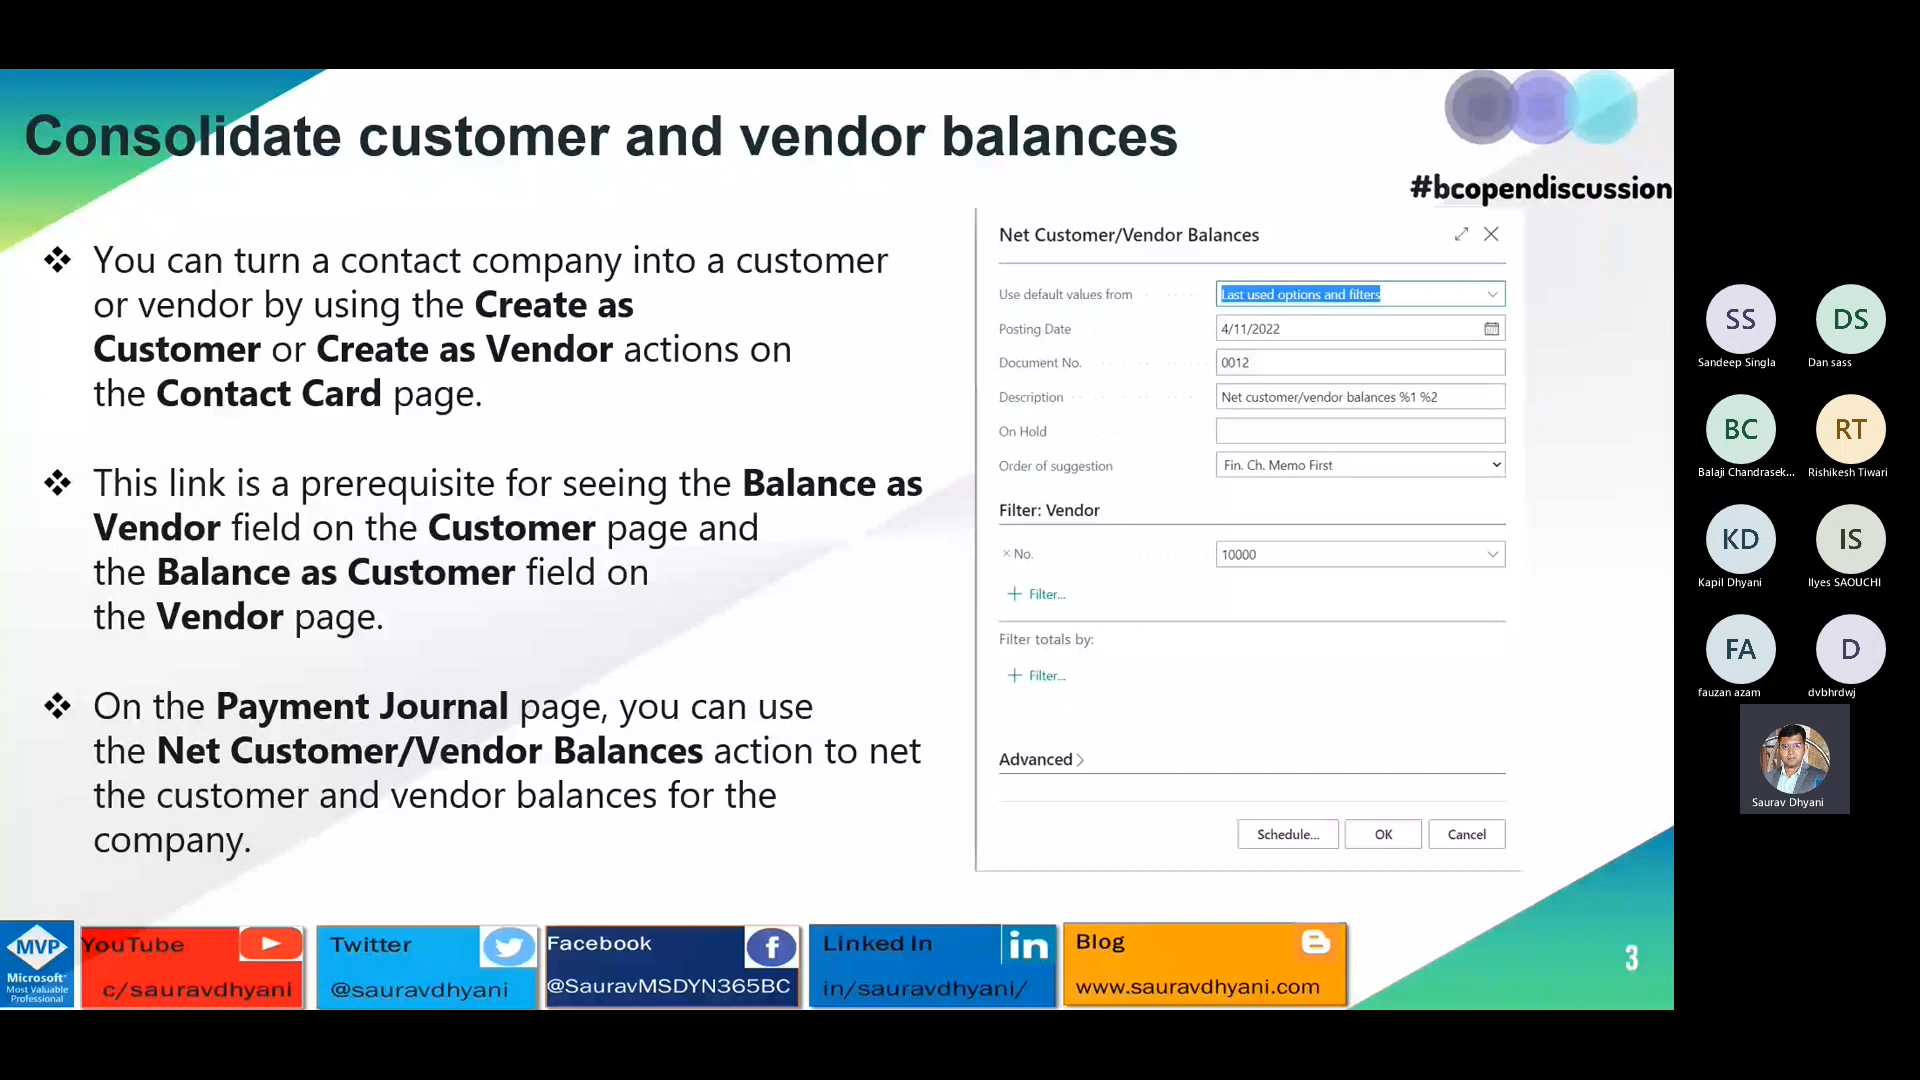 Consolidate customer and vendor balances
#bcopendiscussion
❖ You can turn a contact company into a customer
or vendor by using the Create as
Customer or Create as Vendor actions on
the Contact Card page.
❖ This link is a prerequisite for seeing the Balance as
Vendor field on the Customer page and
the Balance as Customer field on
the Vendor page.
❖ On the Payment Journal page, you can use
the Net Customer/Vendor Balances action to net
the customer and vendor balances for the
company.
Net Customer/Vendor Balances
Use default values from Last used options and filters
Posting Date 4/11/2022
Document No. 0012
Description Net customer/vendor balances %1 %2
On Hold
Order of suggestion Fin. Ch. Memo First
Filter: Vendor
× No. 10000
+ Filter...
Filter totals by:
+ Filter...
Advanced >
Schedule... OK Cancel
MVP
Microsoft®
Most Valuable
Professional
YouTube
c/sauravdhyani
Twitter
@sauravdhyani
Facebook
f
@SauravMSDYN365BC
Linked In
in
in/sauravdhyani/
Blog
www.sauravdhyani.com
3
SS DS
Sandeep Singla Dan sass
BC RT
Balaji Chandrasek... Rishikesh Tiwari
KD IS
Kapil Dhyani Ilyes SAOUCHI
FA D
fauzan azam dvbhrdwj
Saurav Dhyani